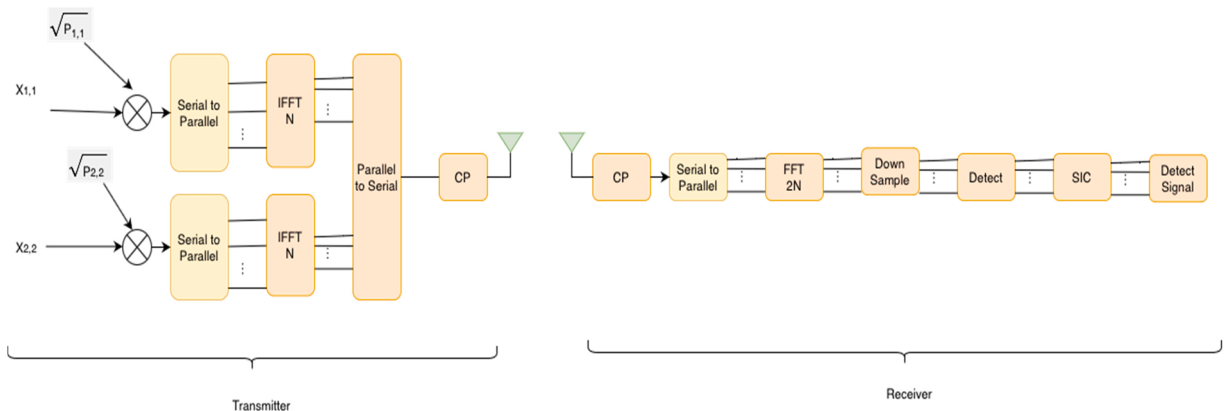 √P1,1
X1,1
Serial to
Parallel
IFFT
N
√P2,2
X2,2
Serial to
Parallel
IFFT
N
Parallel
to Serial
CP
CP
Serial to
Parallel
FFT
2N
Down
Sample
Detect
SIC
Detect
Signal
Transmitter
Receiver